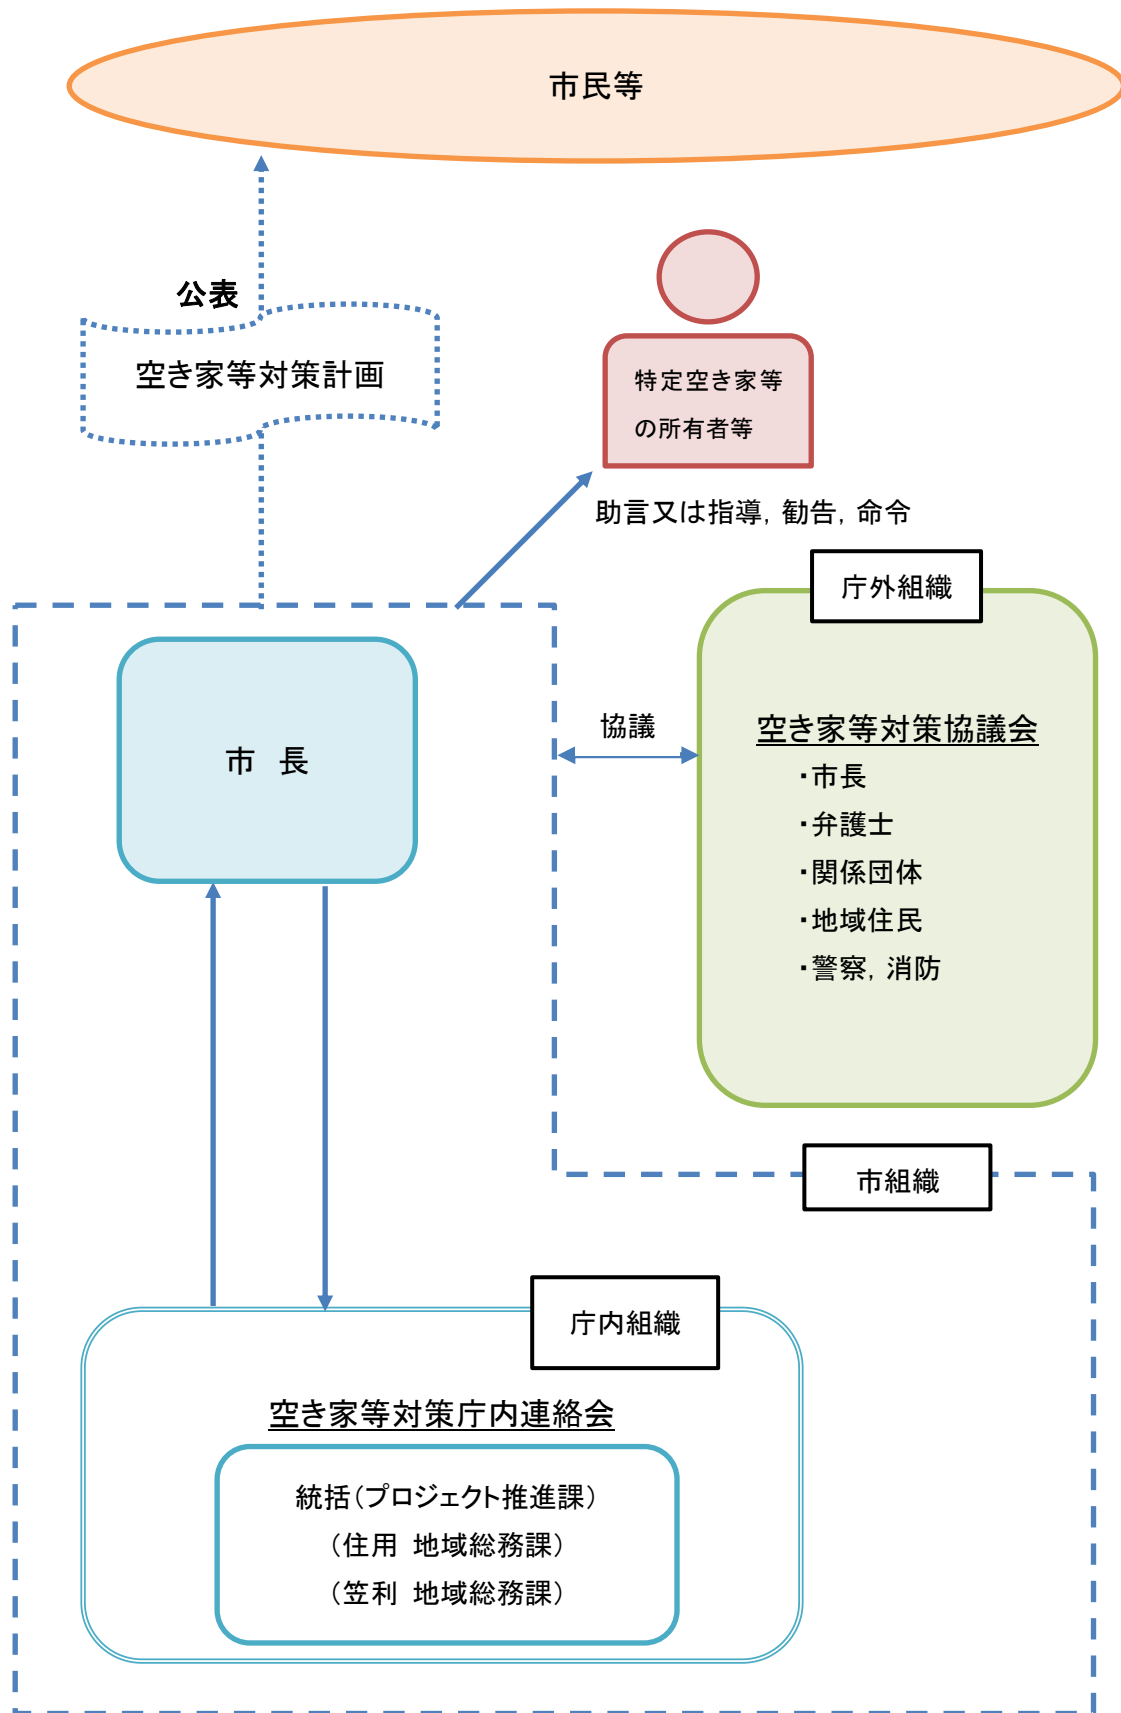 市民等
公表
空き家等対策計画
特定空き家等
の所有者等
助言又は指導，勧告，命令
庁外組織
空き家等対策協議会
・市長
・弁護士
・関係団体
・地域住民
・警察，消防
協議
市　長
市組織
庁内組織
空き家等対策庁内連絡会
統括（プロジェクト推進課）
（住用　地域総務課）
（笠利　地域総務課）